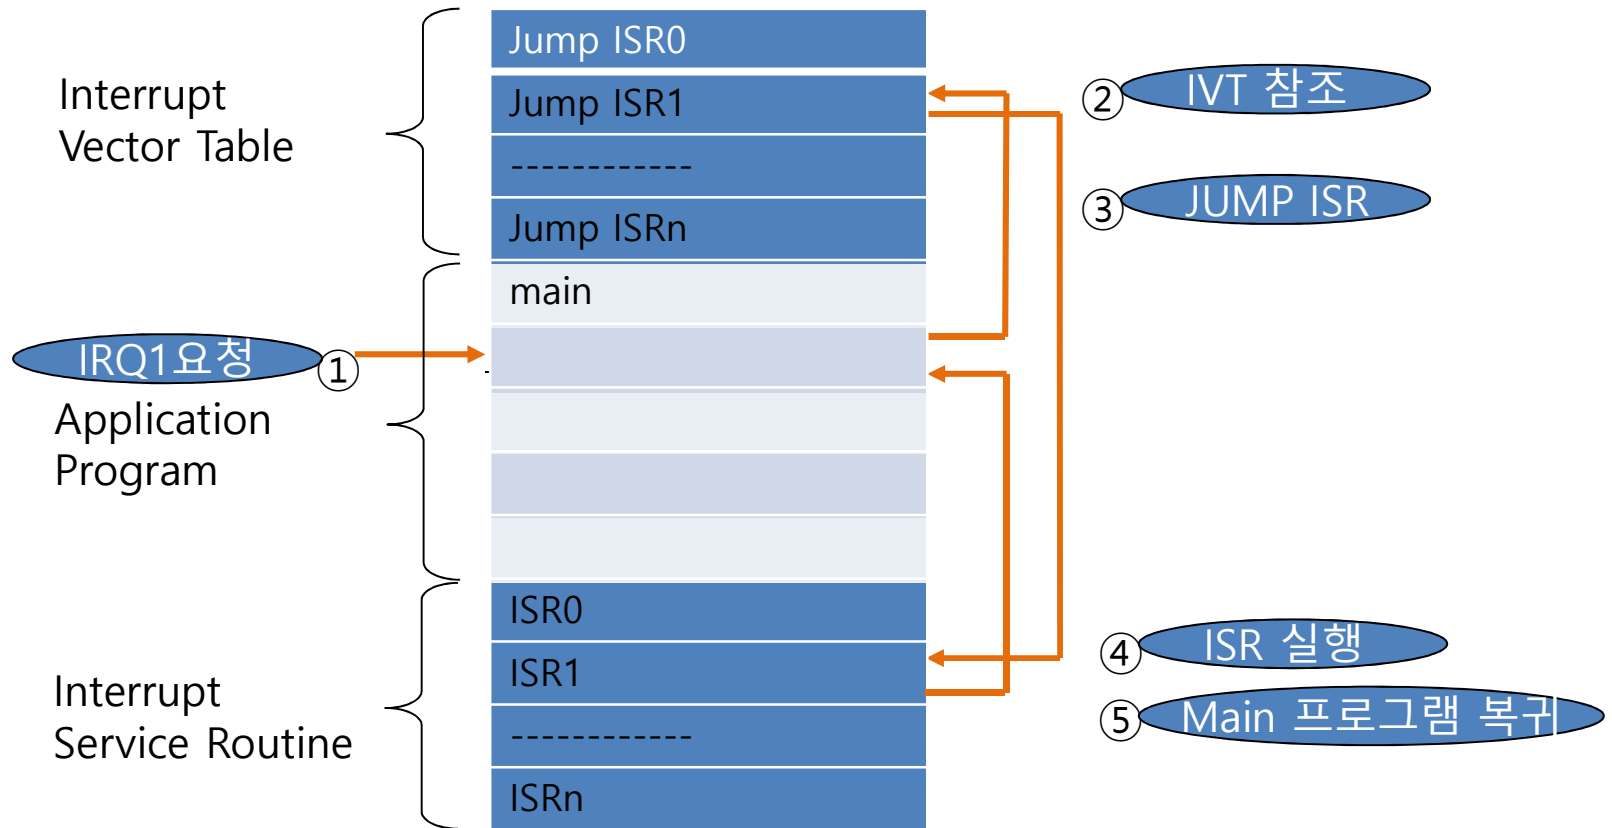 Interrupt
Vector Table
Jump ISR0
Jump ISR1
------------
Jump ISRn
② IVT 참조
③ JUMP ISR
IRQ1요청 ①
Application
Program
main
Interrupt
Service Routine
ISR0
ISR1
------------
ISRn
④ ISR 실행
⑤ Main 프로그램 복귀